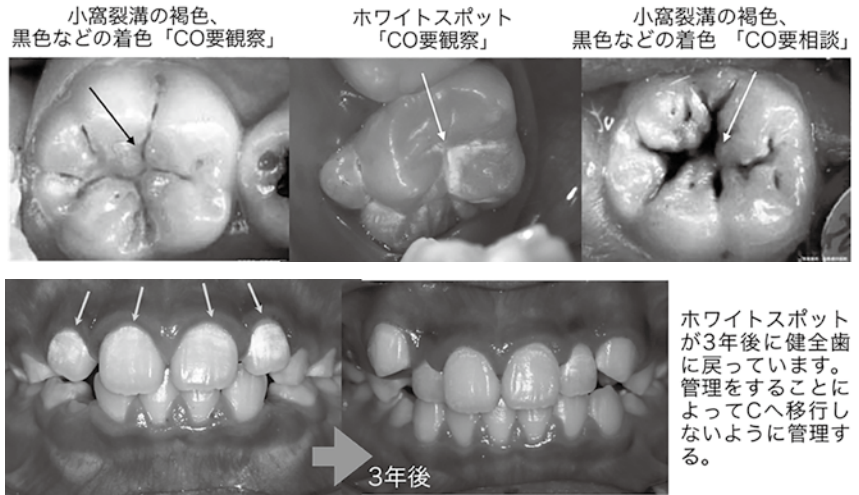 小窩裂溝の褐色、
黒色などの着色「CO要観察」
ホワイトスポット
「CO要観察」
小窩裂溝の褐色、
黒色などの着色 「CO要相談」
3年後
ホワイトスポット
が3年後に健全歯
に戻っています。
管理をすることに
よってCへ移行し
ないように管理す
る。